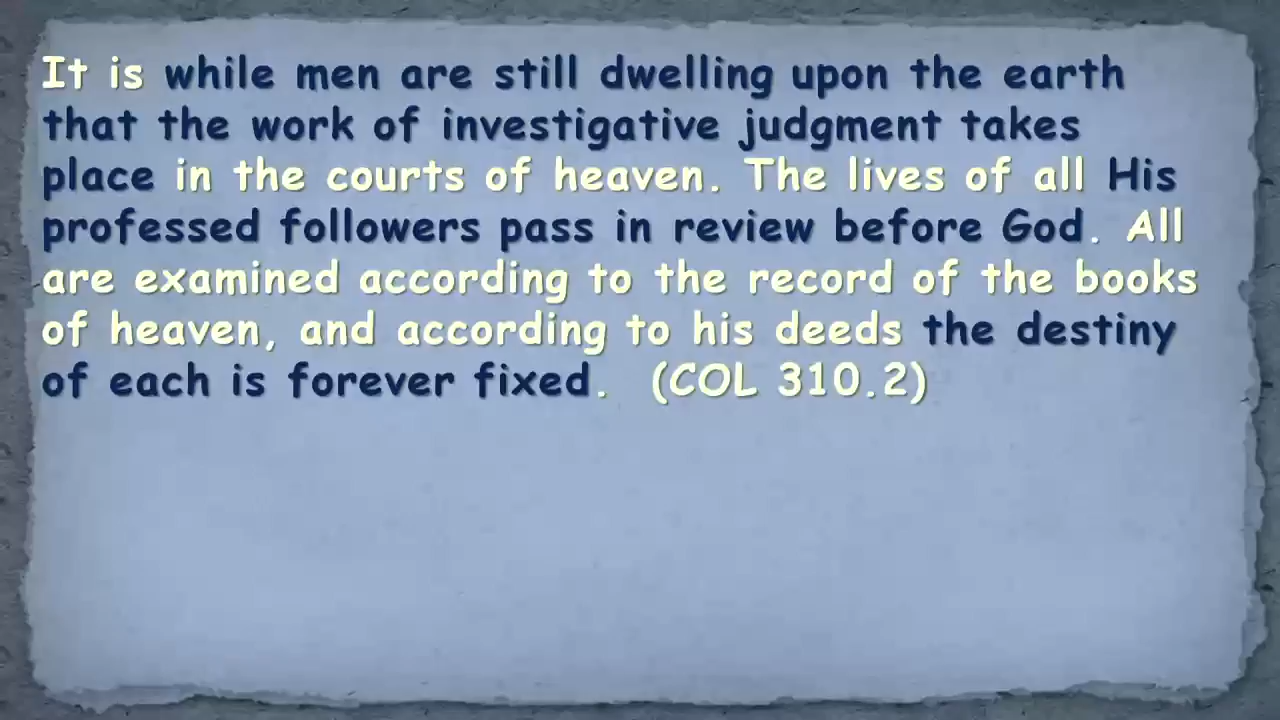 It is while men are still dwelling upon the earth
that the work of investigative judgment takes
place in the courts of heaven. The lives of all His
professed followers pass in review before God. All
are examined according to the record of the books
of heaven, and according to his deeds the destiny
of each is forever fixed.  (COL 310.2)